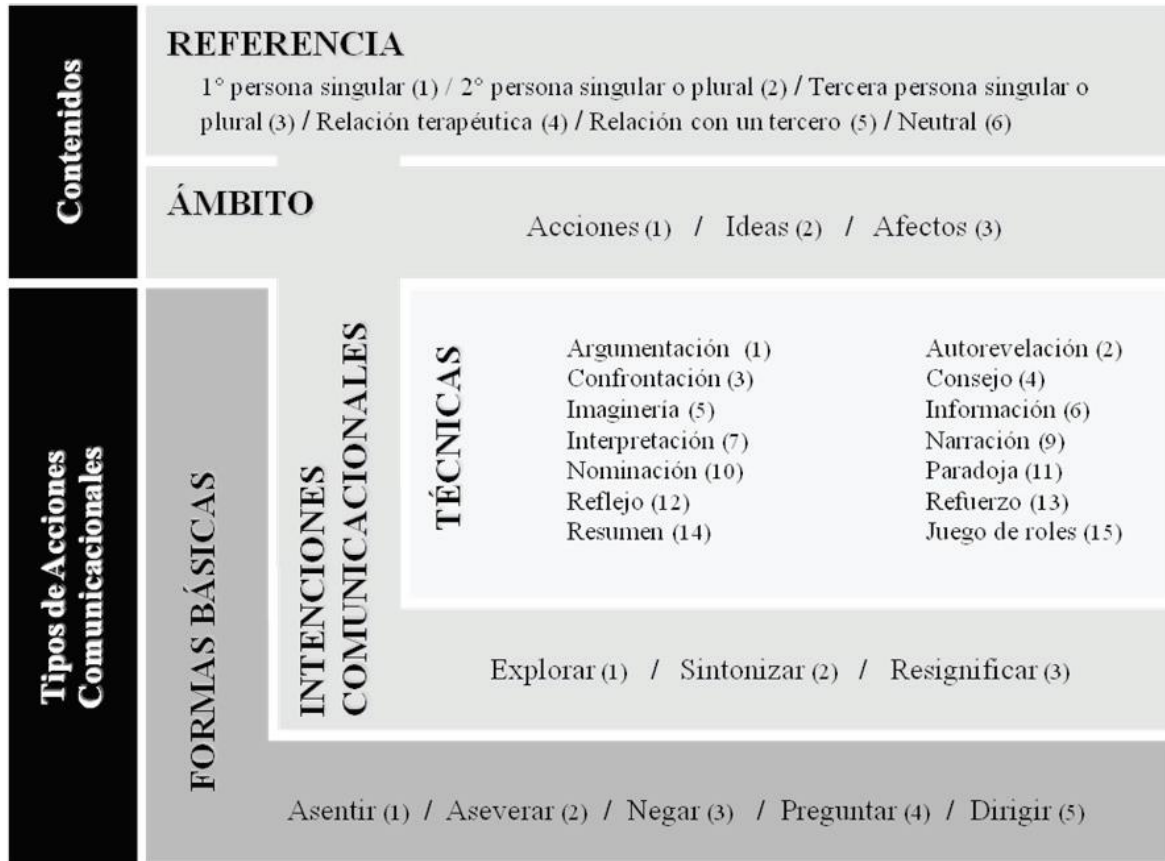 Contenidos
REFERENCIA
1° persona singular (1) / 2° persona singular o plural (2) / Tercera persona singular o
plural (3) / Relación terapéutica (4) / Relación con un tercero (5) / Neutral (6)
ÁMBITO
Acciones (1) / Ideas (2) / Afectos (3)
Tipos de Acciones
Comunicacionales
FORMAS BÁSICAS
INTENCIONES
COMUNICACIONALES
TÉCNICAS
Argumentación (1) Autorevelación (2)
Confrontación (3) Consejo (4)
Imaginería (5) Información (6)
Interpretación (7) Narración (9)
Nominación (10) Paradoja (11)
Reflejo (12) Refuerzo (13)
Resumen (14) Juego de roles (15)
Explorar (1) / Sintonizar (2) / Resignificar (3)
Asentir (1) / Aseverar (2) / Negar (3) / Preguntar (4) / Dirigir (5)